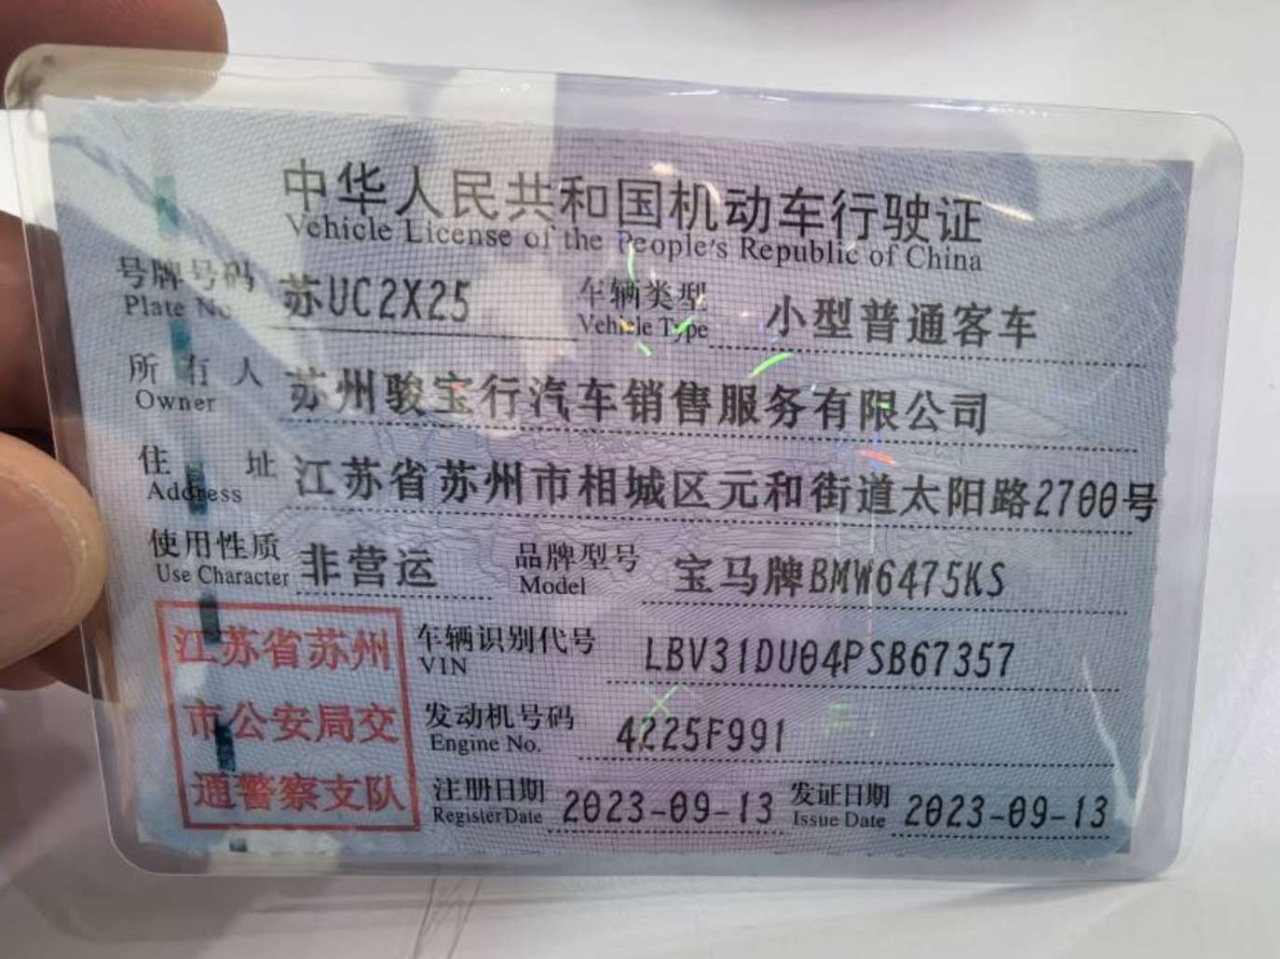 中华人民共和国机动车行驶证
Vehicle License of the People's Republic of China
号牌号码 苏UC2X25 车辆类型 小型普通客车
Plate No. Vehicle Type
所有人 苏州骏宝行汽车销售服务有限公司
Owner
住址 江苏省苏州市相城区元和街道太阳路2700号
Address
使用性质 非营运 品牌型号 宝马牌BMW6475KS
Use Character Model
江苏省苏州
市公安局交
通警察支队
车辆识别代号 LBV31DU04PSB67357
VIN
发动机号码 4225F991
Engine No.
注册日期 2023-09-13 发证日期 2023-09-13
Register Date Issue Date